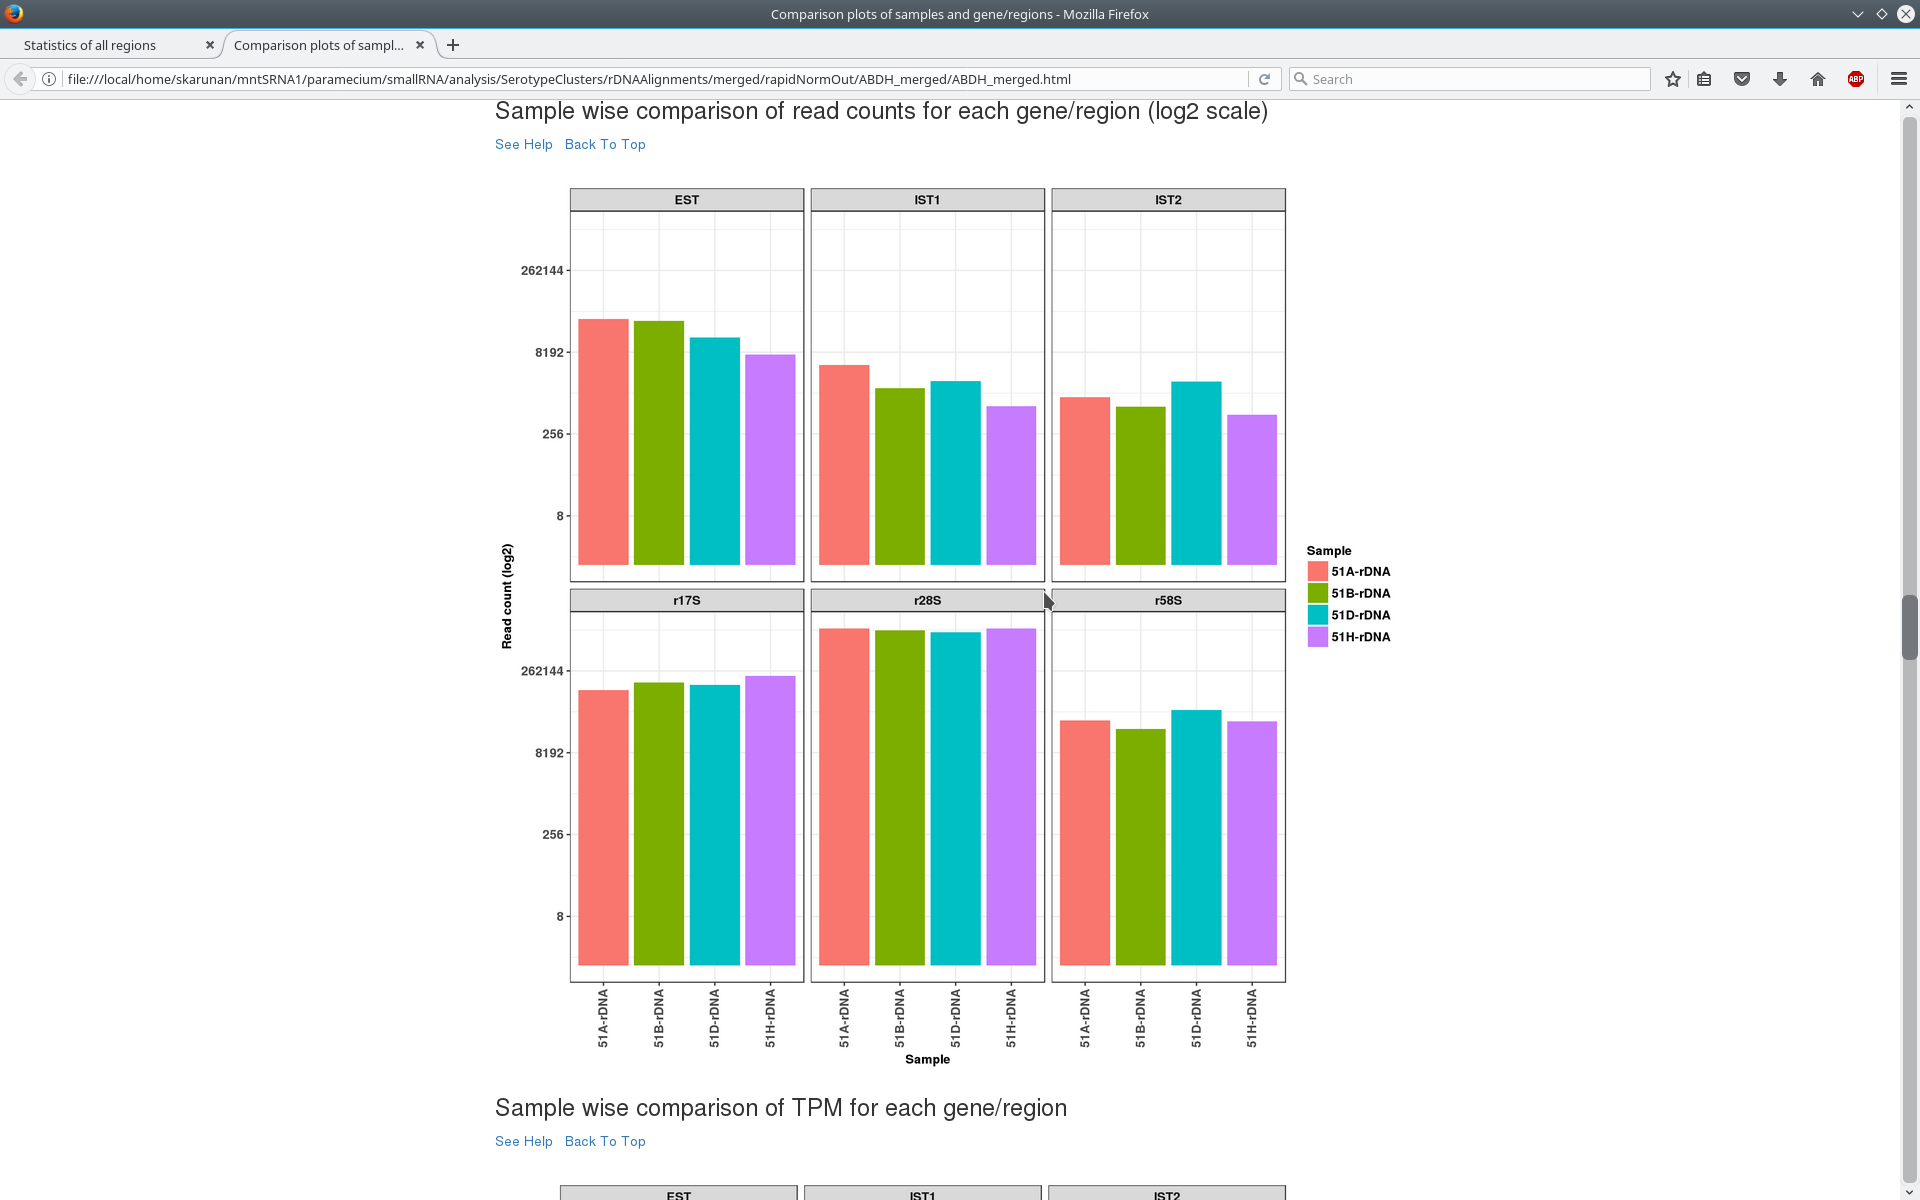 Comparison plots of samples and gene/regions - Mozilla Firefox
Statistics of all regions
Comparison plots of sampl...
file:///local/home/skarunan/mntSRNA1/paramecium/smallRNA/analysis/SerotypeClusters/rDNAAlignments/merged/rapidNormOut/ABDH_merged/ABDH_merged.html
Search
ABP
Sample wise comparison of read counts for each gene/region (log2 scale)
See Help Back To Top
EST IST1 IST2
262144
8192
256
8
Read count (log2)
r17S r28S r58S
262144
8192
256
8
51A-rDNA 51B-rDNA 51D-rDNA 51H-rDNA 51A-rDNA 51B-rDNA 51D-rDNA 51H-rDNA 51A-rDNA 51B-rDNA 51D-rDNA 51H-rDNA
Sample
Sample
51A-rDNA
51B-rDNA
51D-rDNA
51H-rDNA
Sample wise comparison of TPM for each gene/region
See Help Back To Top
EST IST1 IST2